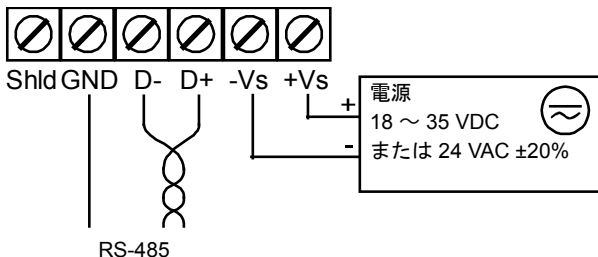 Shld GND D- D+ -Vs +Vs
+
電源
18 ～ 35 VDC
-
または 24 VAC ±20%
RS-485